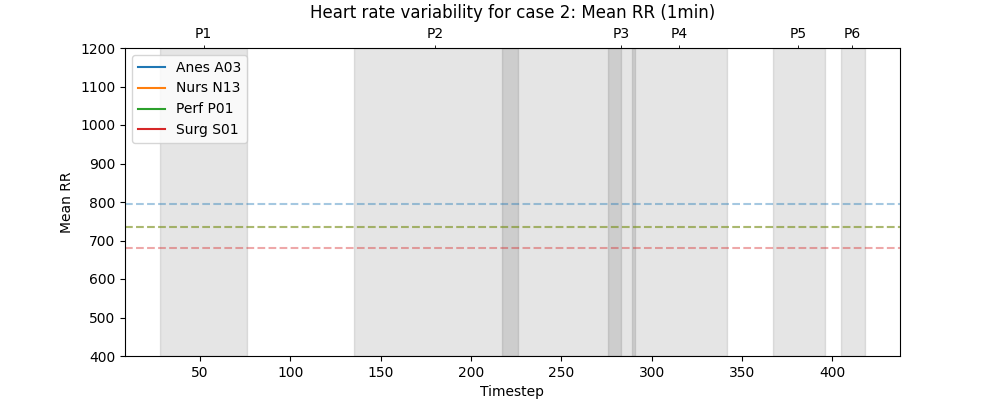 Heart rate variability for case 2: Mean RR (1min)
P1 P2 P3 P4 P5 P6
1200
1100
1000
900
800
700
600
500
400
Mean RR
Anes A03
Nurs N13
Perf P01
Surg S01
50 100 150 200 250 300 350 400
Timestep